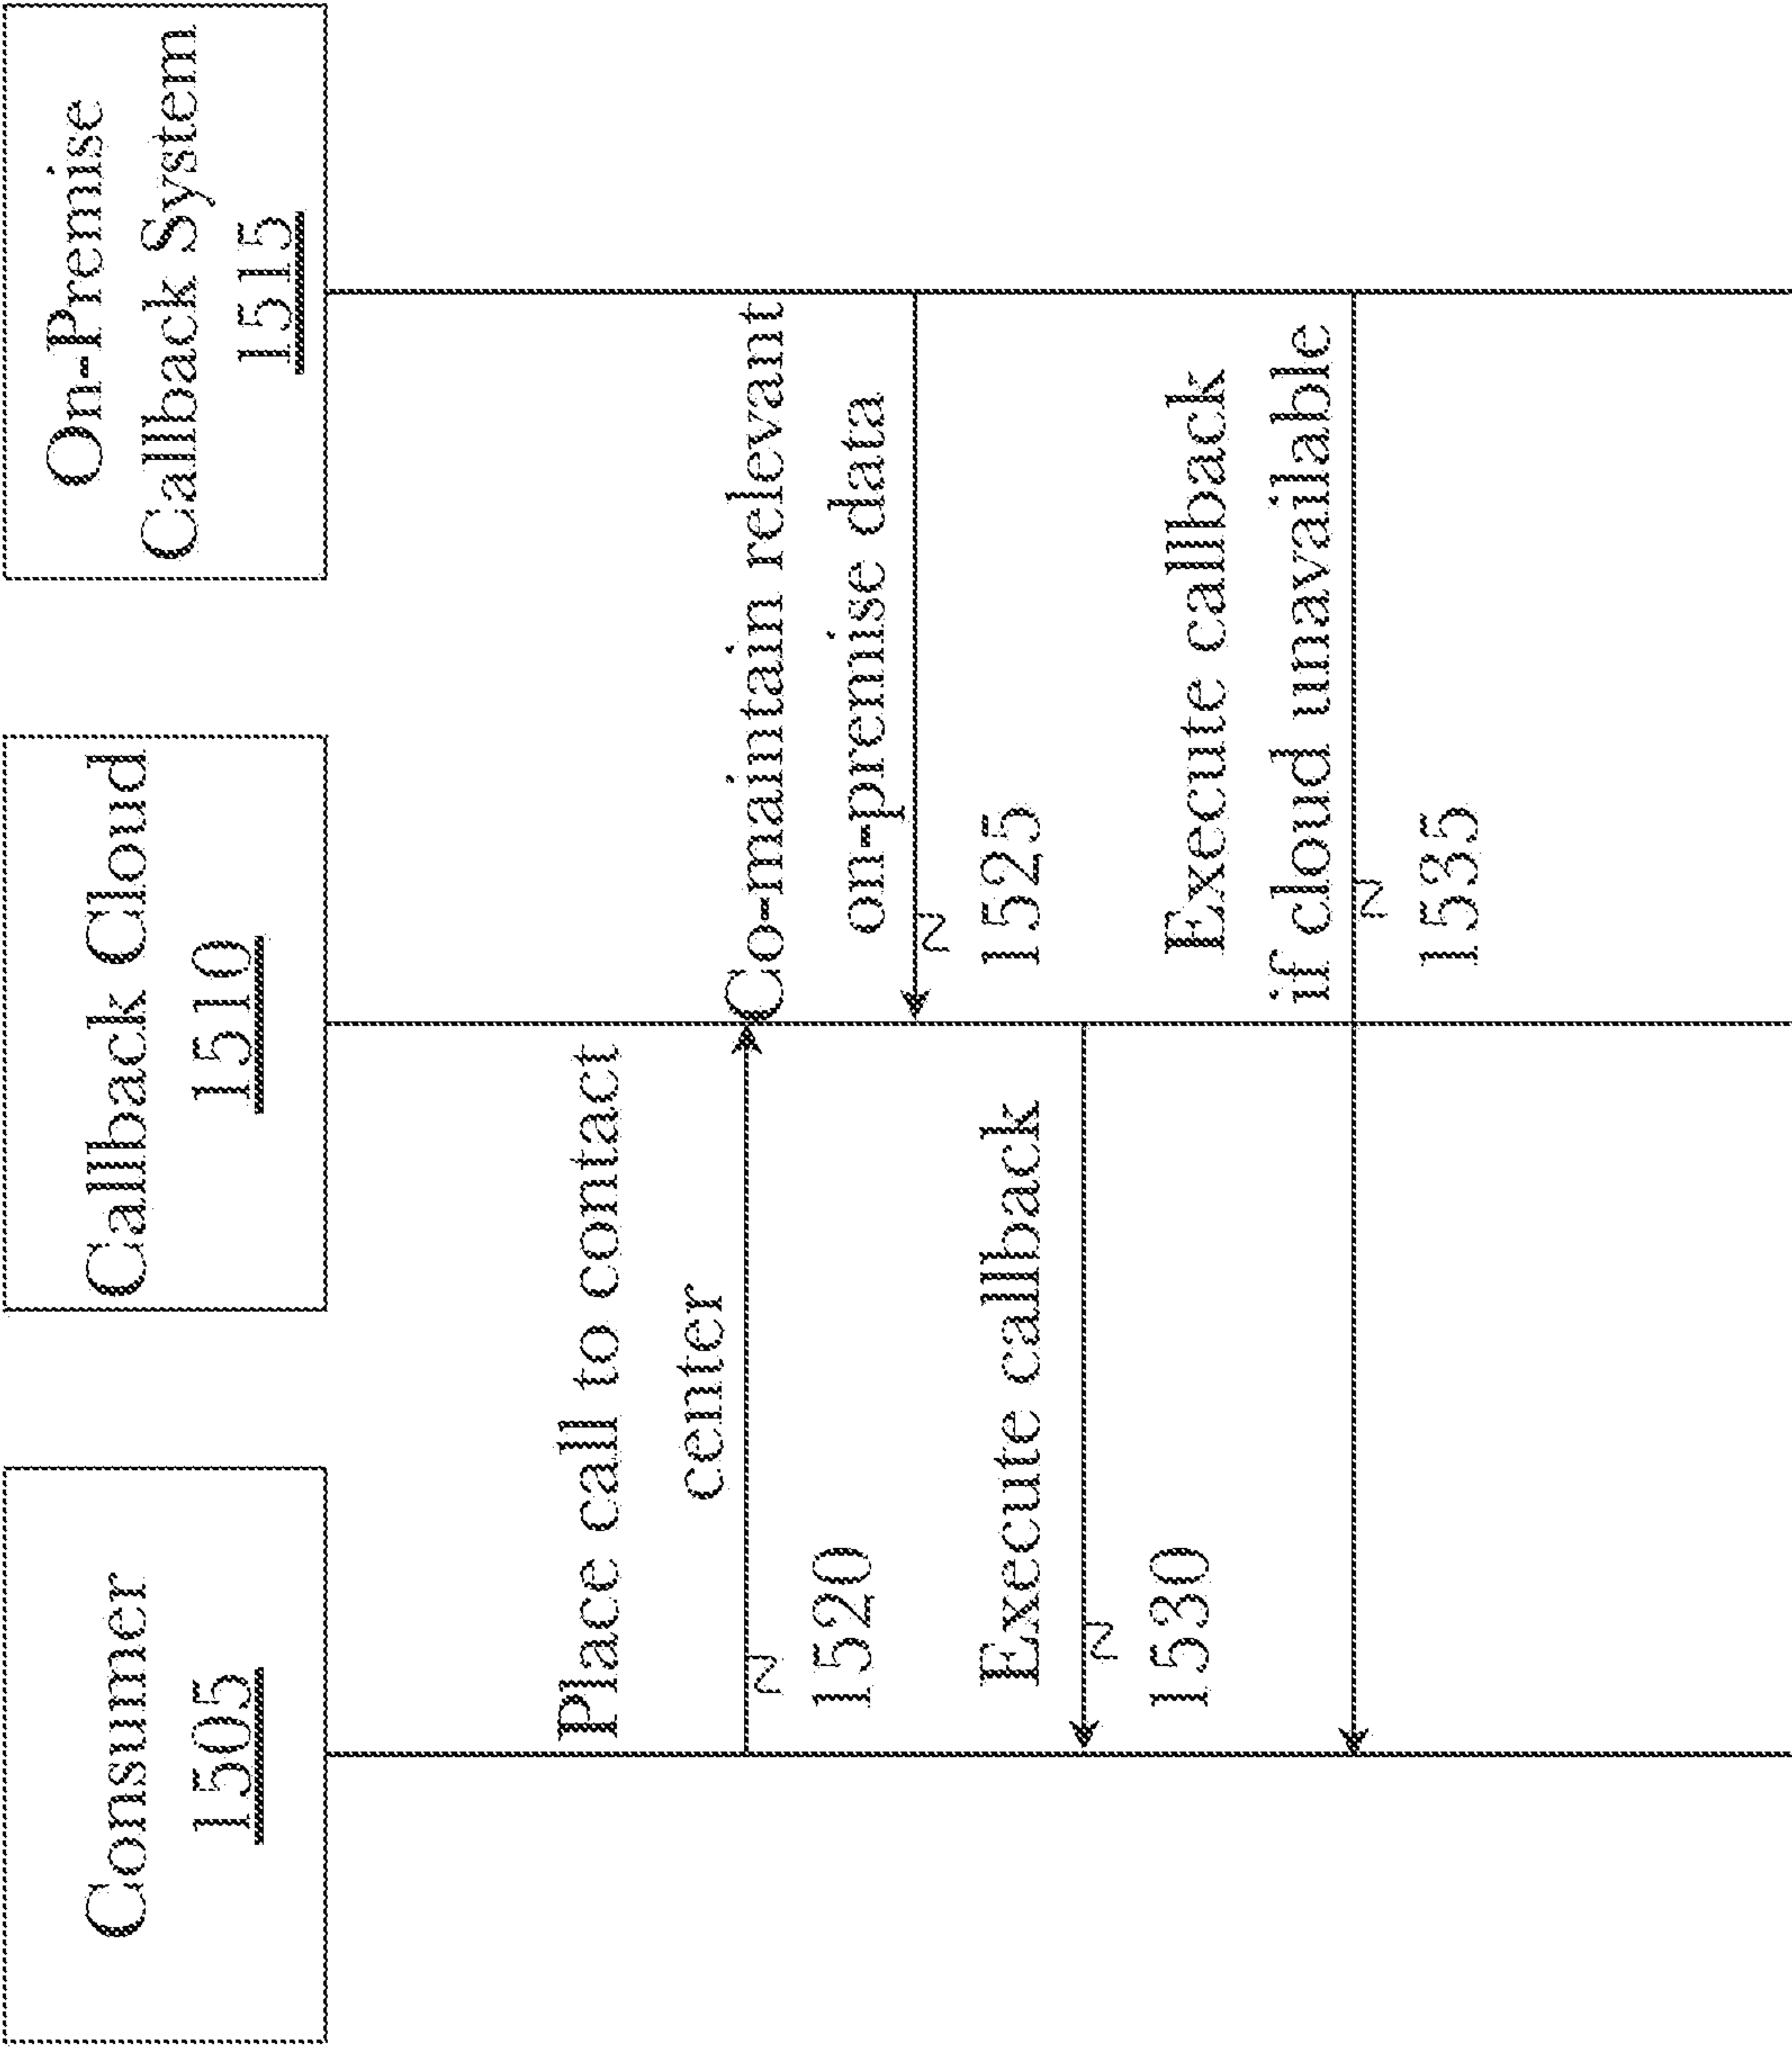 Consumer
1505
Callback Cloud
1510
On-Premise
Callback System
1515
Place call to contact
center
1520
Co-maintain relevant
on-premise data
1525
Execute callback
1530
Execute callback
if cloud unavailable
1535